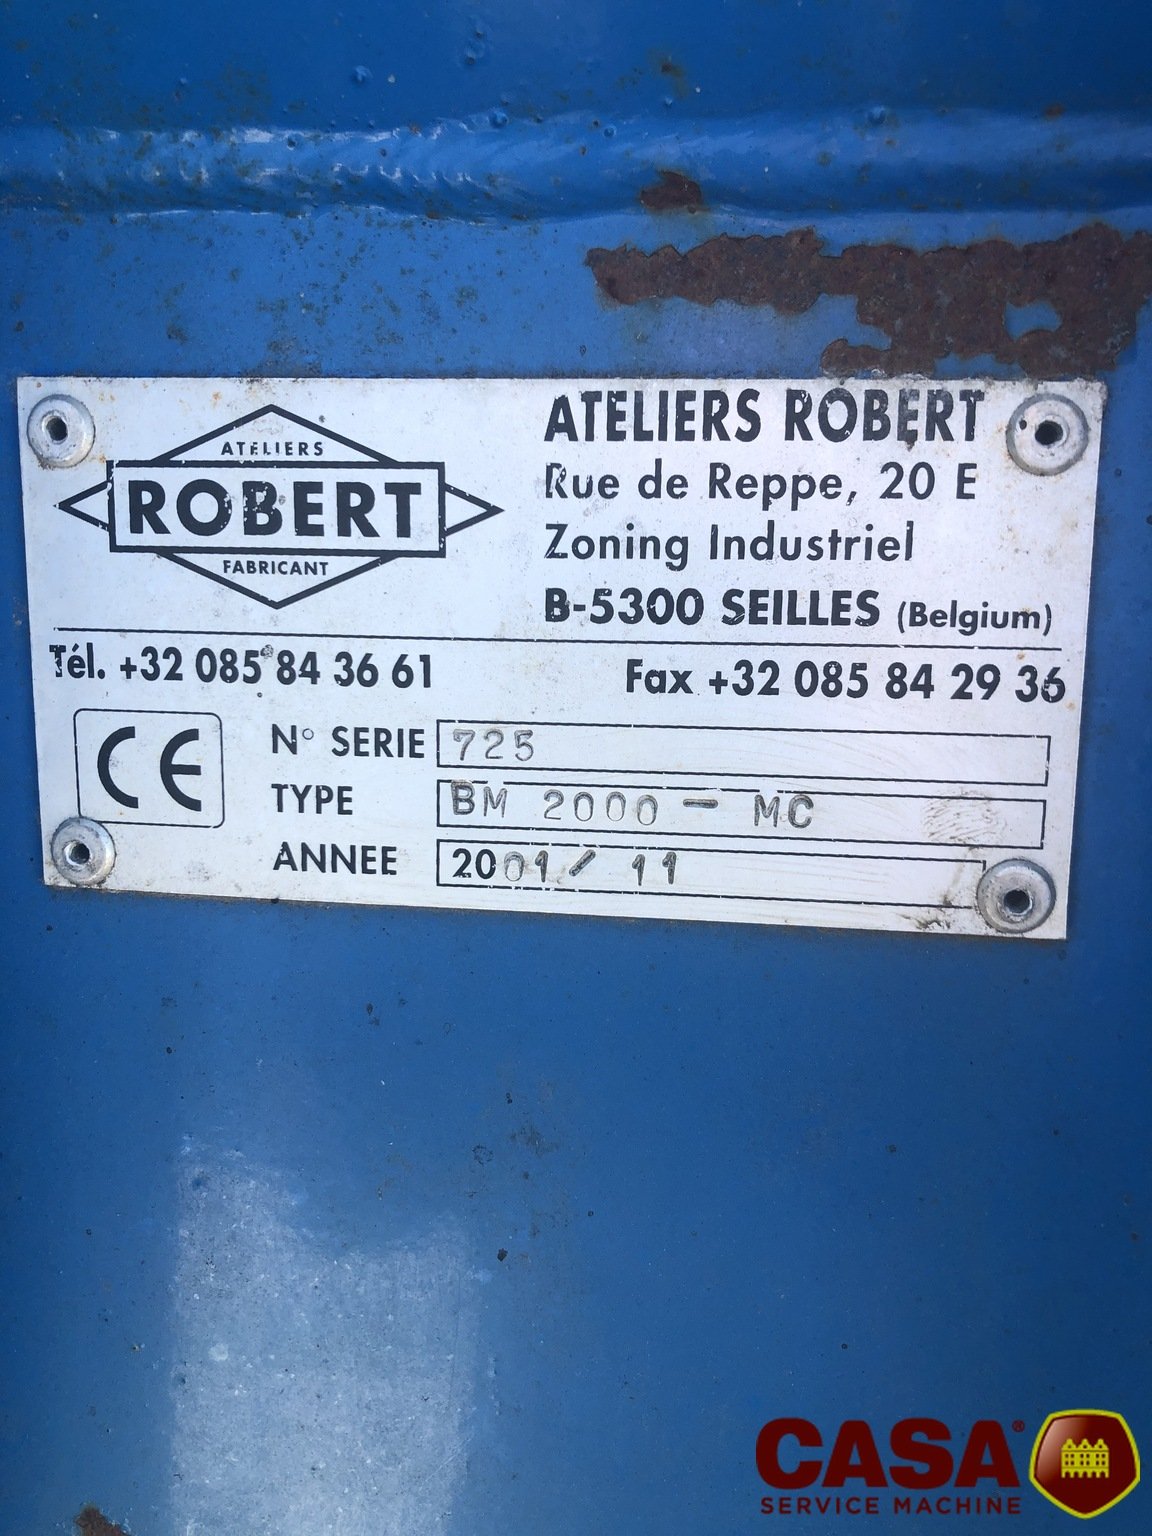 ATELIERS
ROBERT
FABRICANT
ATELIERS ROBERT
Rue de Reppe, 20 E
Zoning Industriel
B-5300 SEILLES (Belgium)
Tél. +32 085 84 36 61
Fax +32 085 84 29 36
CE
N° SERIE 725
TYPE BM 2000 - MC
ANNEE 2001/ 11
CASA®
SERVICE MACHINE